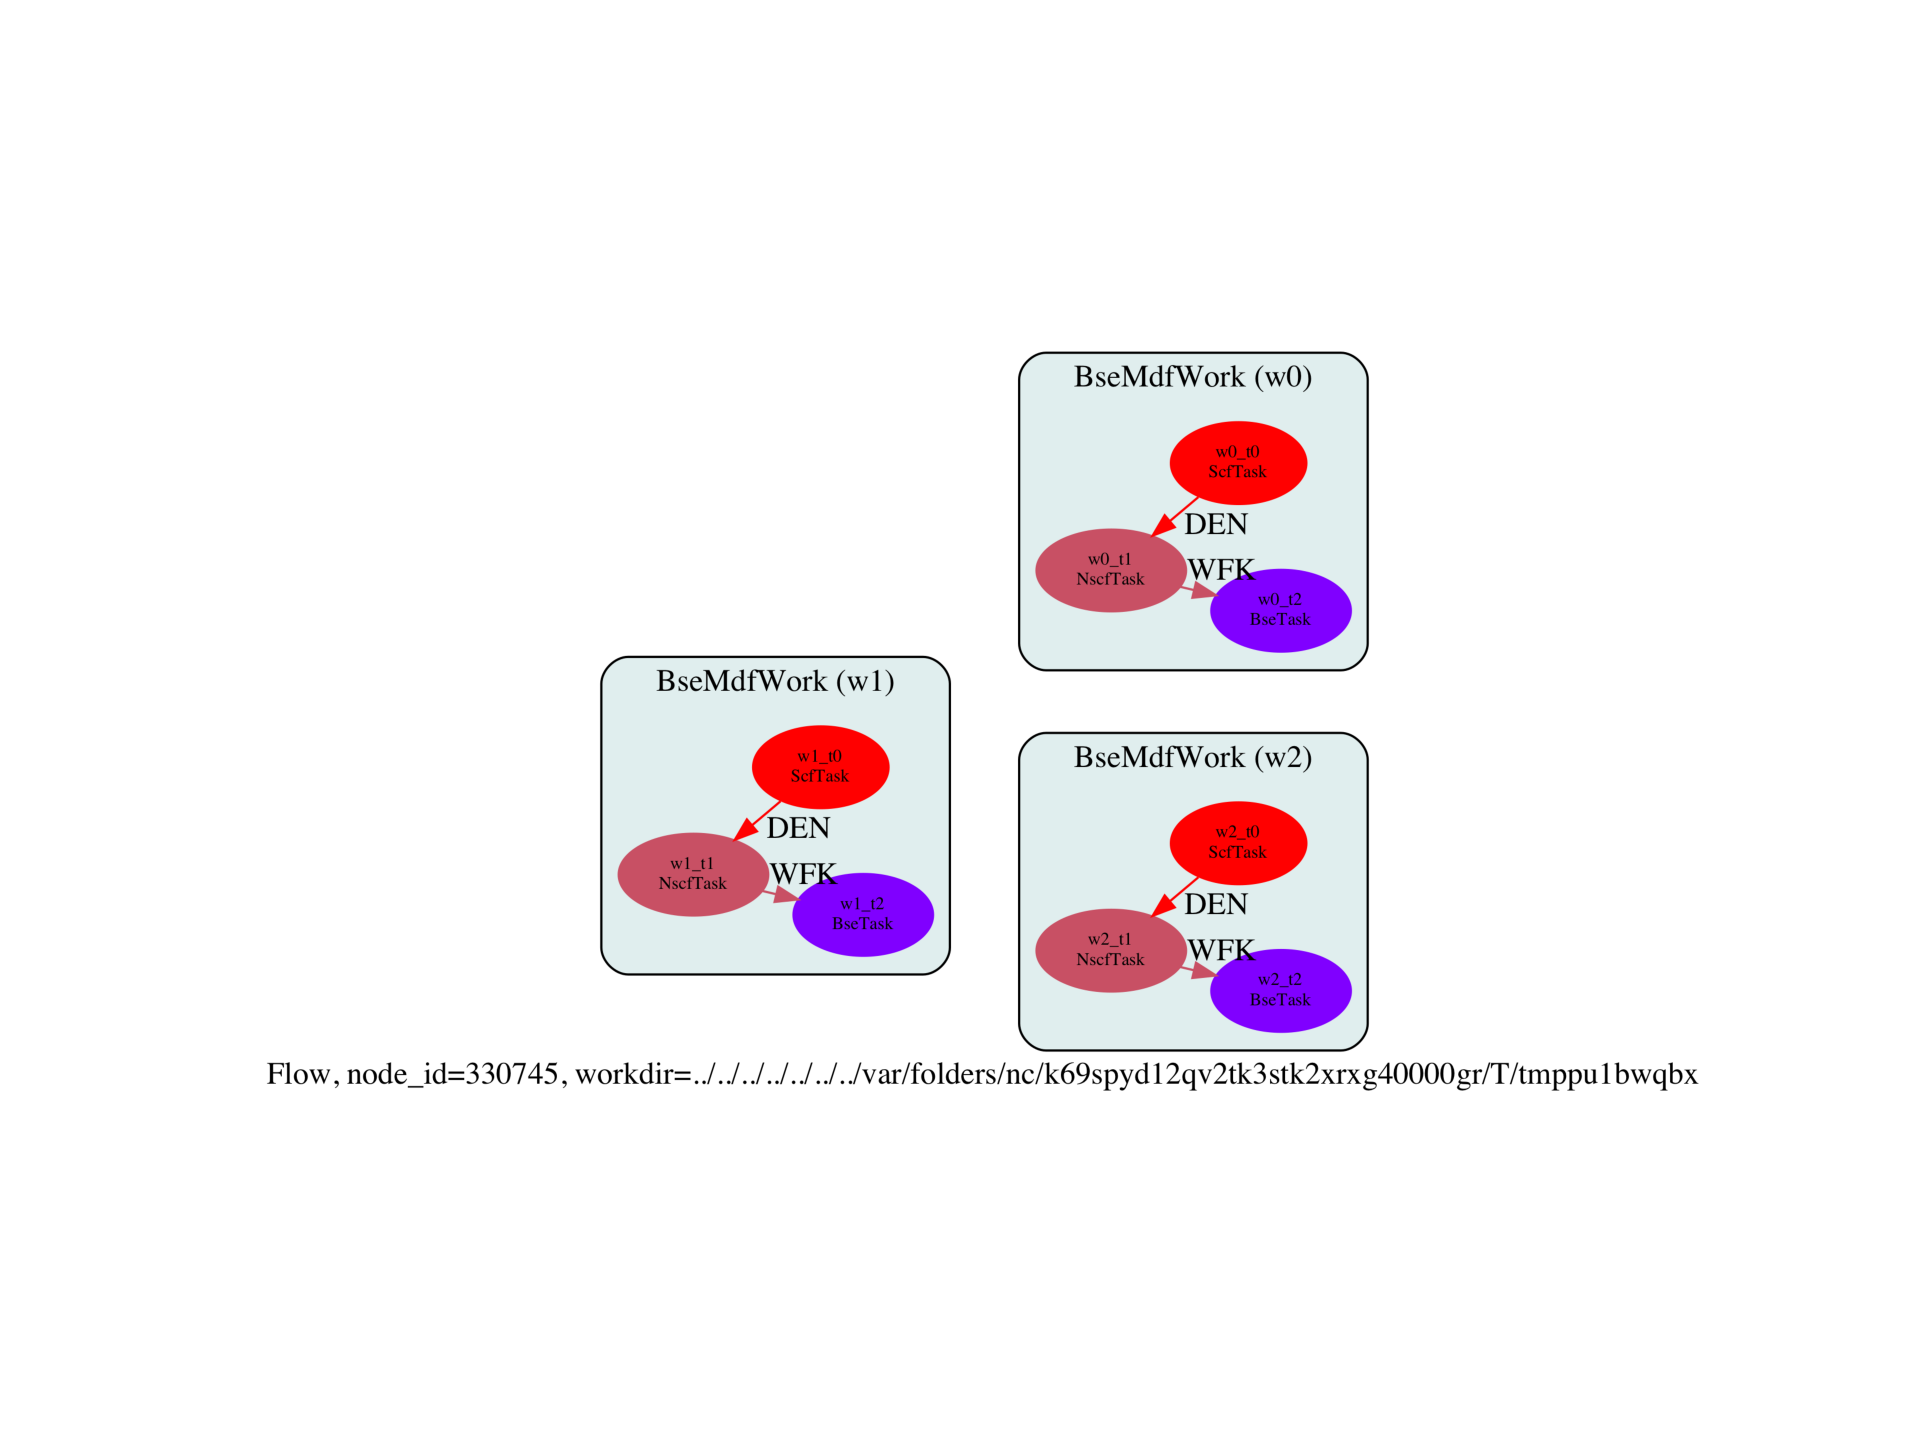 BseMdfWork (w0)
w0_t0
ScfTask
DEN
w0_t1
NscfTask
WFK
w0_t2
BseTask
BseMdfWork (w1)
w1_t0
ScfTask
DEN
w1_t1
NscfTask
WFK
w1_t2
BseTask
BseMdfWork (w2)
w2_t0
ScfTask
DEN
w2_t1
NscfTask
WFK
w2_t2
BseTask
Flow, node_id=330745, workdir=../../../../../../../var/folders/nc/k69spyd12qv2tk3stk2xrxg40000gr/T/tmppu1bwqbx